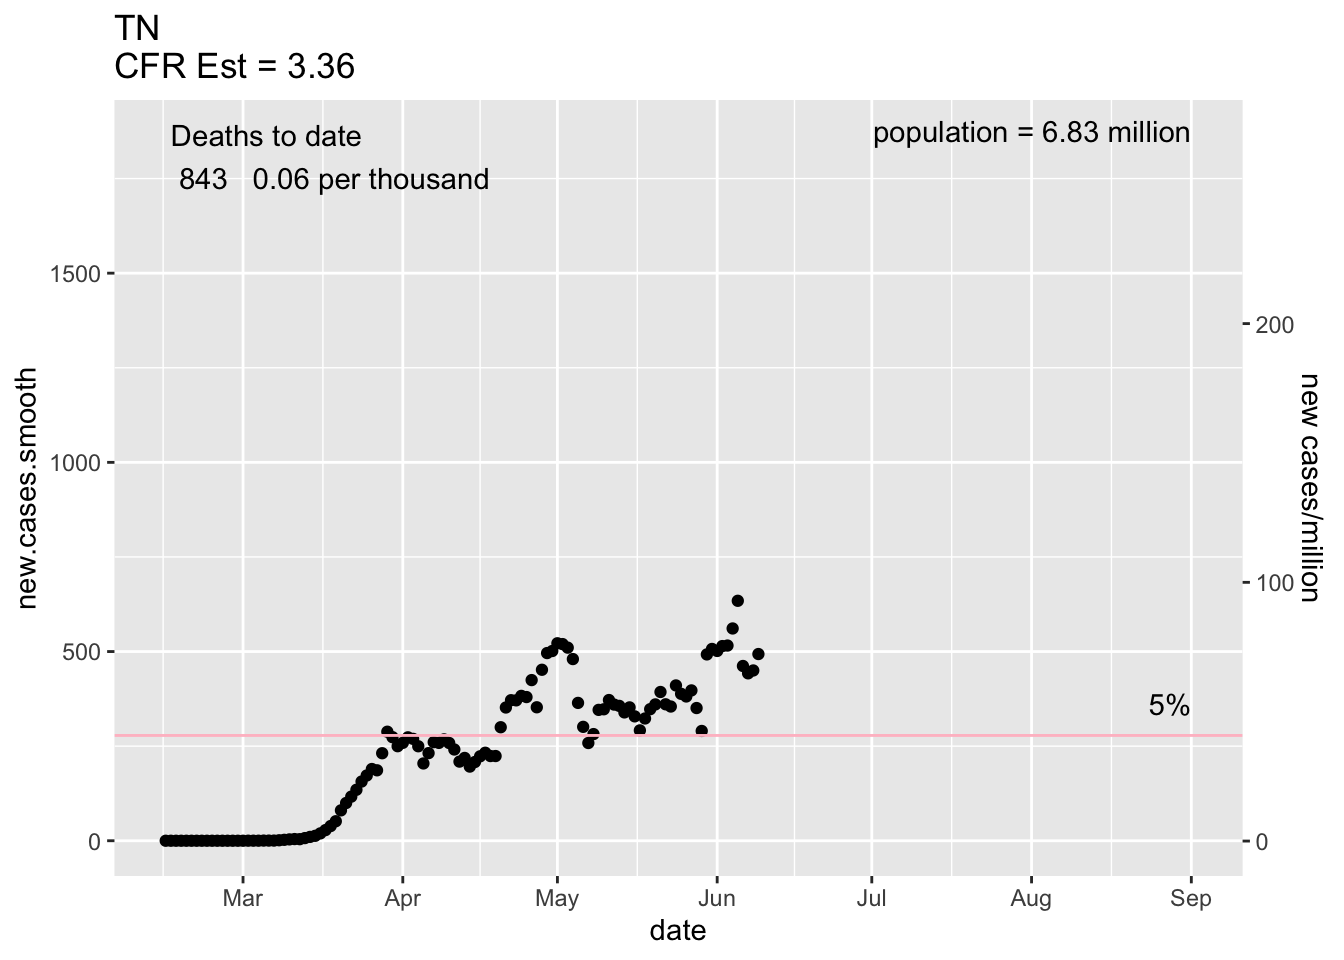 TN
CFR Est = 3.36
Deaths to date
843 0.06 per thousand
population = 6.83 million
1500
1000
500
0
new.cases.smooth
200
100
0
new cases/million
5%
Mar Apr May Jun Jul Aug Sep
date